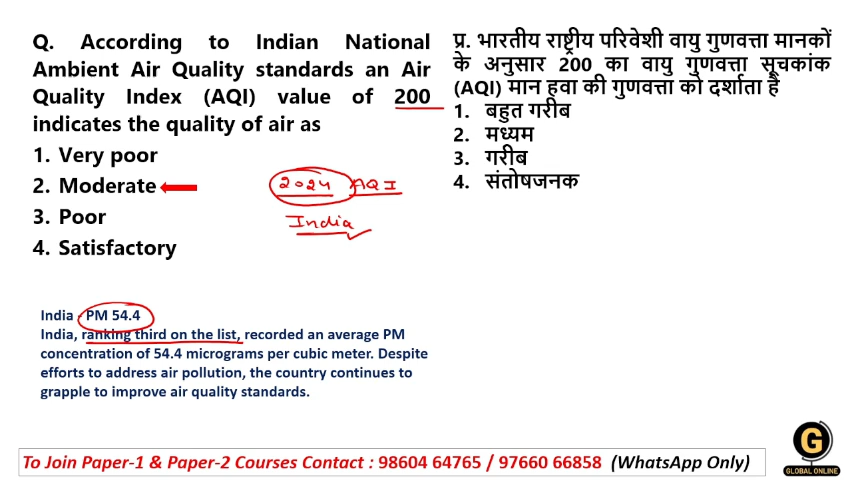 Q. According to Indian National
Ambient Air Quality standards an Air
Quality Index (AQI) value of 200
indicates the quality of air as
1. Very poor
2. Moderate
3. Poor
4. Satisfactory
2024 AQI
India
India - PM 54.4
India, ranking third on the list, recorded an average PM
concentration of 54.4 micrograms per cubic meter. Despite
efforts to address air pollution, the country continues to
grapple to improve air quality standards.
प्र. भारतीय राष्ट्रीय परिवेशी वायु गुणवत्ता मानकों
के अनुसार 200 का वायु गुणवत्ता सूचकांक
(AQI) मान हवा की गुणवत्ता को दर्शाता है
1. बहुत गरीब
2. मध्यम
3. गरीब
4. संतोषजनक
G
GLOBAL ONLINE
To Join Paper-1 & Paper-2 Courses Contact : 98604 64765 / 97660 66858 (WhatsApp Only)